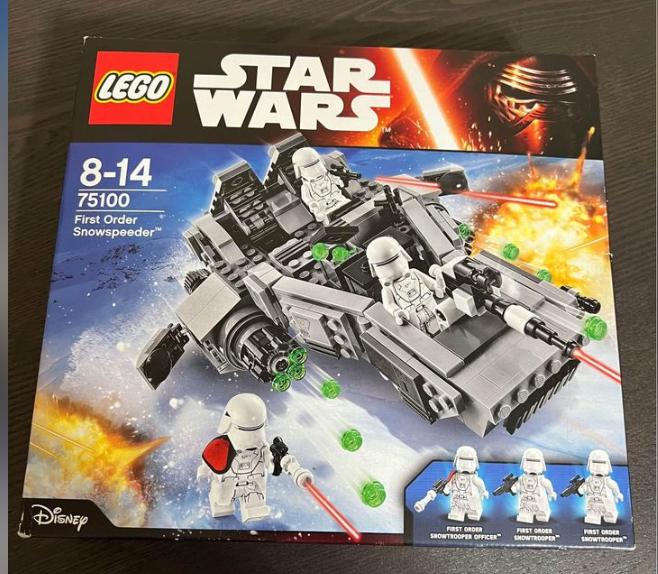 LEGO
STAR
WARS™
8-14
75100
First Order
Snowspeeder™
FIRST ORDER
SNOWTROOPER OFFICER™
FIRST ORDER
SNOWTROOPER™
FIRST ORDER
SNOWTROOPER™
Disney